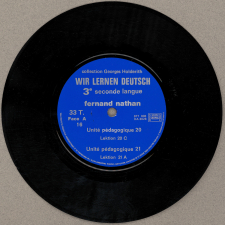 collection Georges Holderith
WIR LERNEN DEUTSCH
3e seconde langue
fernand nathan
33 T.
Face A
16
Unité pédagogique 20
Lektion 20 C
Unité pédagogique 21
Lektion 21 A